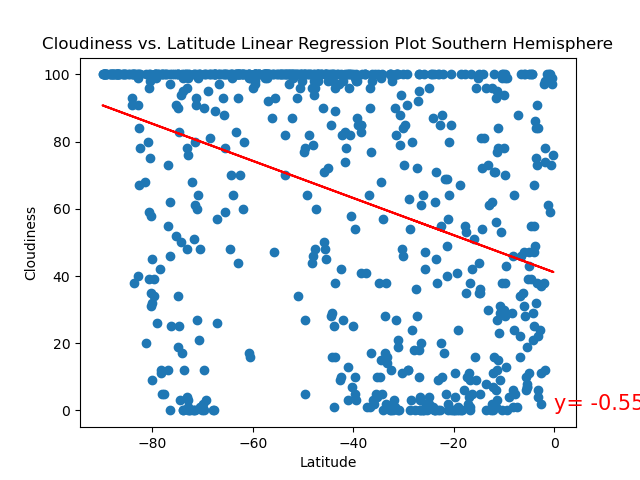 Cloudiness vs. Latitude Linear Regression Plot Southern Hemisphere
100
80
60
40
20
0
Cloudiness
y= -0.55
−80
−60
−40
−20
0
Latitude